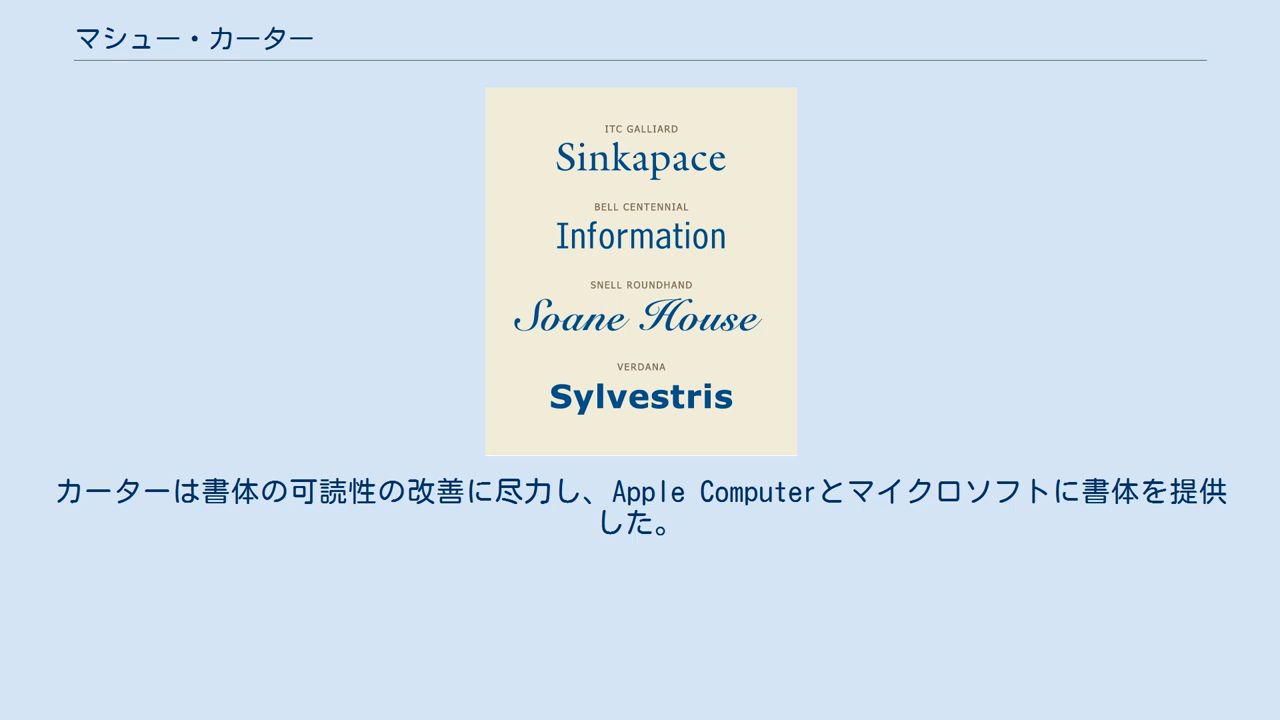 マシュー・カーター
ITC GALLIARD
Sinkapace
BELL CENTENNIAL
Information
SNELL ROUNDHAND
Soane House
VERDANA
Sylvestris
カーターは書体の可読性の改善に尽力し、Apple Computerとマイクロソフトに書体を提供
した。